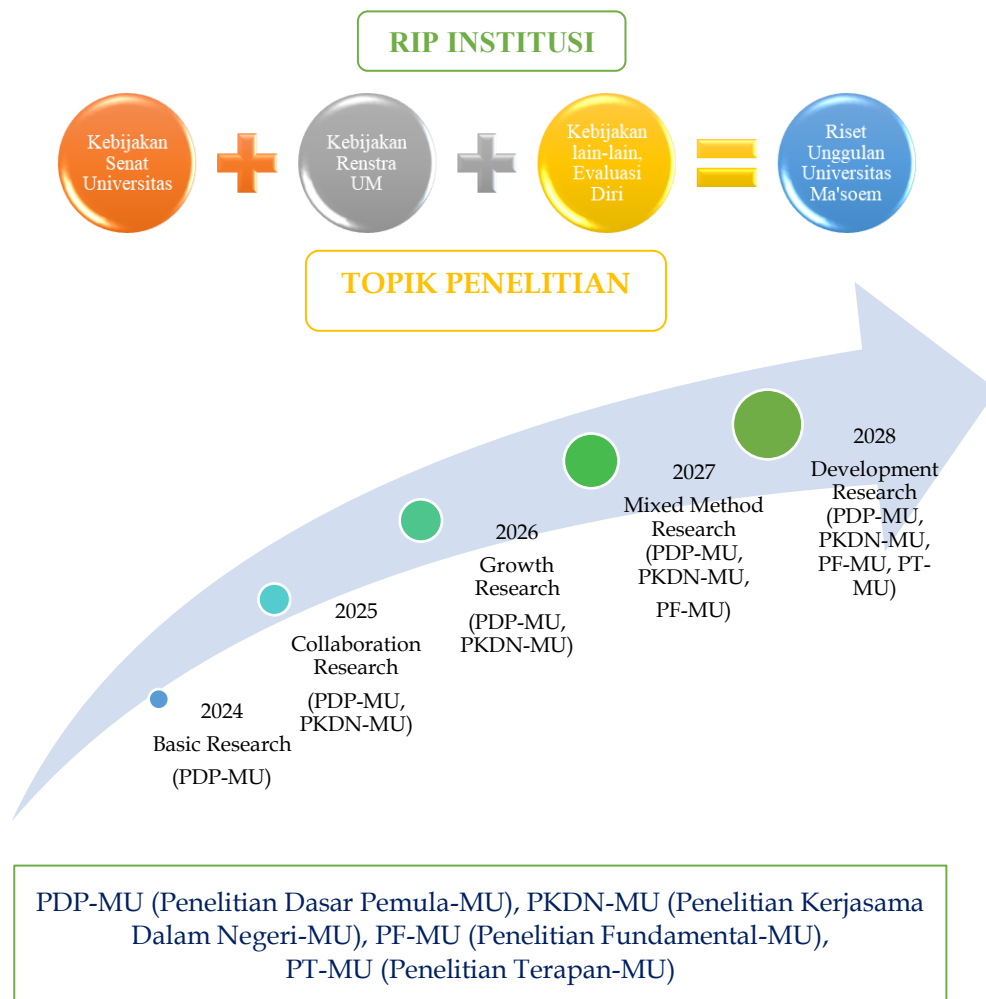 RIP INSTITUSI
Kebijakan
Senat
Universitas
Kebijakan
Renstra
UM
Kebijakan
lain-lain,
Evaluasi
Diri
Riset
Unggulan
Universitas
Ma'soem
TOPIK PENELITIAN
2024
Basic Research
(PDP-MU)
2025
Collaboration
Research
(PDP-MU,
PKDN-MU)
2026
Growth
Research
(PDP-MU,
PKDN-MU)
2027
Mixed Method
Research
(PDP-MU,
PKDN-MU,
PF-MU)
2028
Development
Research
(PDP-MU,
PKDN-MU,
PF-MU, PT-
MU)
PDP-MU (Penelitian Dasar Pemula-MU), PKDN-MU (Penelitian Kerjasama
Dalam Negeri-MU), PF-MU (Penelitian Fundamental-MU),
PT-MU (Penelitian Terapan-MU)